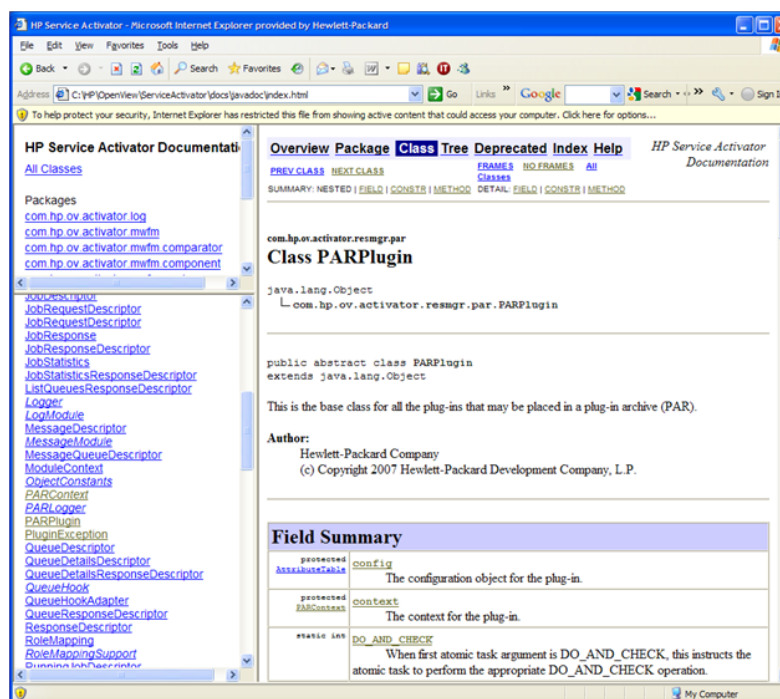 HP Service Activator - Microsoft Internet Explorer provided by Hewlett-Packard
File Edit View Favorites Tools Help
Back Search Favorites
Address C:\HP\OpenView\ServiceActivator\docs\javadoc\index.html Go Links » Google Search » Sign I
To help protect your security, Internet Explorer has restricted this file from showing active content that could access your computer. Click here for options...
HP Service Activator Documentati
All Classes
Packages
com.hp.ov.activator.log
com.hp.ov.activator.mwfm
com.hp.ov.activator.mwfm.comparator
com.hp.ov.activator.mwfm.component
JobDescriptor
JobRequestDescriptor
JobRequestDescriptor
JobResponse
JobResponseDescriptor
JobStatistics
JobStatisticsResponseDescriptor
ListQueuesResponseDescriptor
Logger
LogModule
MessageDescriptor
MessageModule
MessageQueueDescriptor
ModuleContext
ObjectConstants
PARContext
PARLogger
PARPlugin
PluginException
QueueDescriptor
QueueDetailsDescriptor
QueueDetailsResponseDescriptor
QueueHook
QueueHookAdapter
QueueResponseDescriptor
ResponseDescriptor
RoleMapping
RoleMappingSupport
RunningJobDescriptor
Overview Package Class Tree Deprecated Index Help
HP Service Activator
Documentation
PREV CLASS NEXT CLASS
FRAMES NO FRAMES All
Classes
SUMMARY: NESTED | FIELD | CONSTR | METHOD DETAIL: FIELD | CONSTR | METHOD
com.hp.ov.activator.resmgr.par
Class PARPlugin
java.lang.Object
com.hp.ov.activator.resmgr.par.PARPlugin
public abstract class PARPlugin
extends java.lang.Object
This is the base class for all the plug-ins that may be placed in a plug-in archive (PAR).
Author:
Hewlett-Packard Company
(c) Copyright 2007 Hewlett-Packard Development Company, L.P.
Field Summary
protected
AttributeTable
config
The configuration object for the plug-in.
protected
PARContext
context
The context for the plug-in.
static int
DO_AND_CHECK
When first atomic task argument is DO_AND_CHECK, this instructs the
atomic task to perform the appropriate DO_AND_CHECK operation.
My Computer